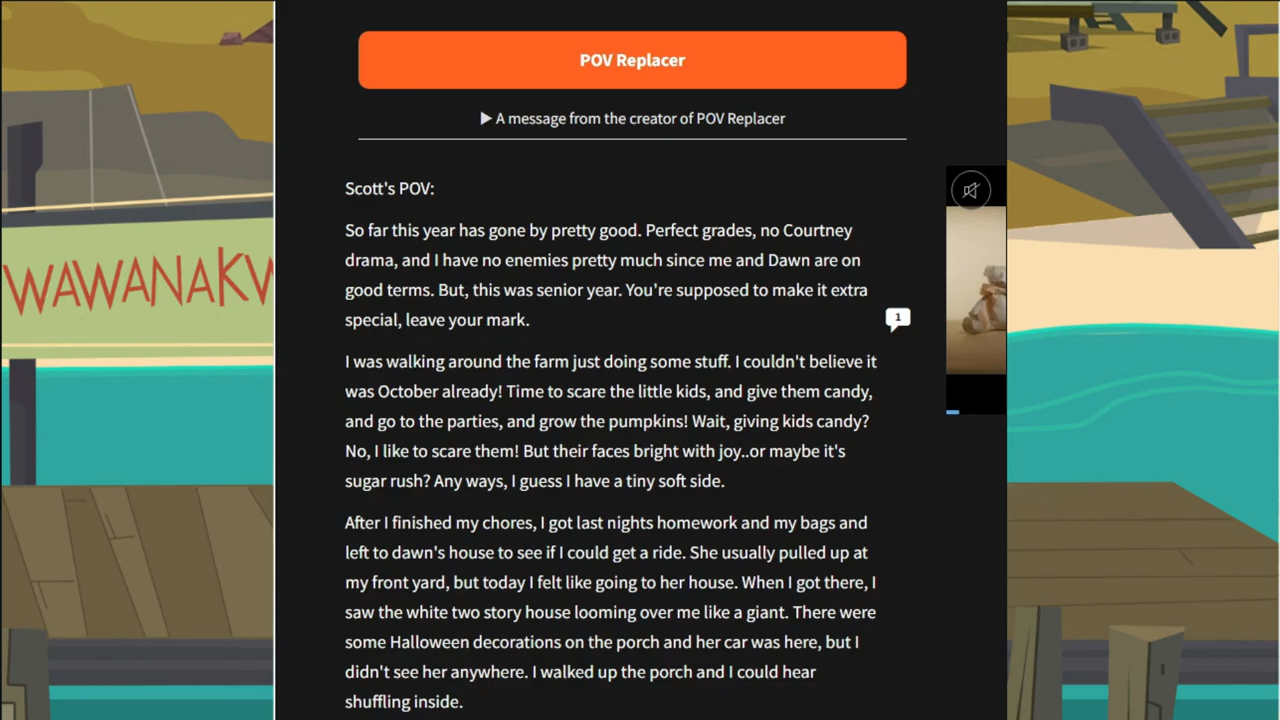 POV Replacer
▶ A message from the creator of POV Replacer
Scott's POV:
So far this year has gone by pretty good. Perfect grades, no Courtney
drama, and I have no enemies pretty much since me and Dawn are on
good terms. But, this was senior year. You're supposed to make it extra
special, leave your mark.
1
I was walking around the farm just doing some stuff. I couldn't believe it
was October already! Time to scare the little kids, and give them candy,
and go to the parties, and grow the pumpkins! Wait, giving kids candy?
No, I like to scare them! But their faces bright with joy..or maybe it's
sugar rush? Any ways, I guess I have a tiny soft side.
After I finished my chores, I got last nights homework and my bags and
left to dawn's house to see if I could get a ride. She usually pulled up at
my front yard, but today I felt like going to her house. When I got there, I
saw the white two story house looming over me like a giant. There were
some Halloween decorations on the porch and her car was here, but I
didn't see her anywhere. I walked up the porch and I could hear
shuffling inside.
WAWANAKW